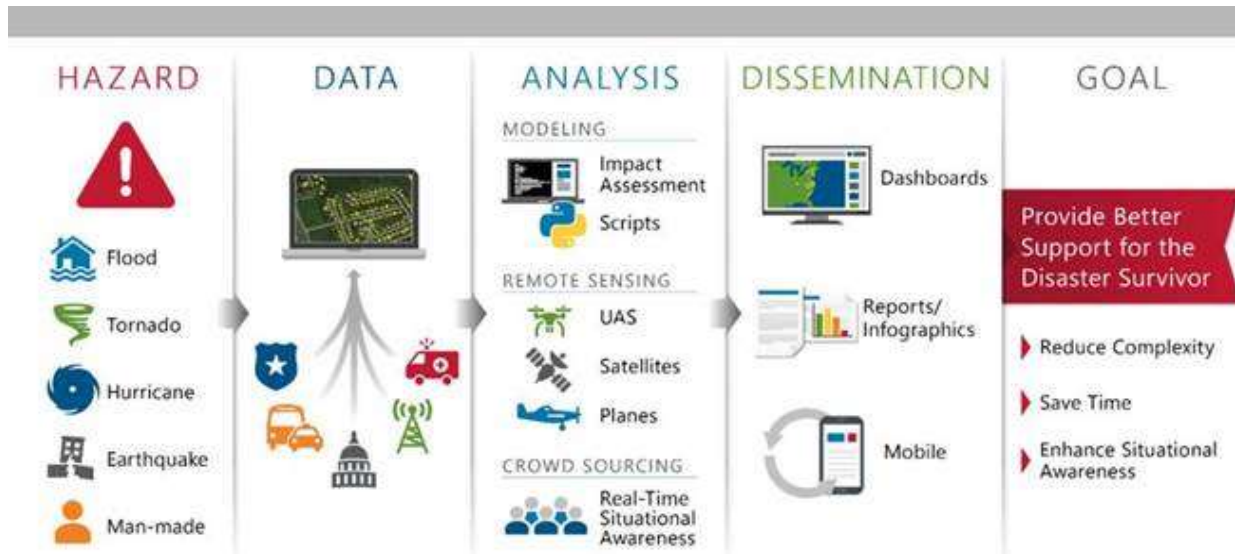 HAZARD
Flood
Tornado
Hurricane
Earthquake
Man-made
DATA
ANALYSIS
MODELING
Impact
Assessment
Scripts
REMOTE SENSING
UAS
Satellites
Planes
CROWD SOURCING
Real-Time
Situational
Awareness
DISSEMINATION
Dashboards
Reports/
Infographics
Mobile
GOAL
Provide Better
Support for the
Disaster Survivor
Reduce Complexity
Save Time
Enhance Situational
Awareness